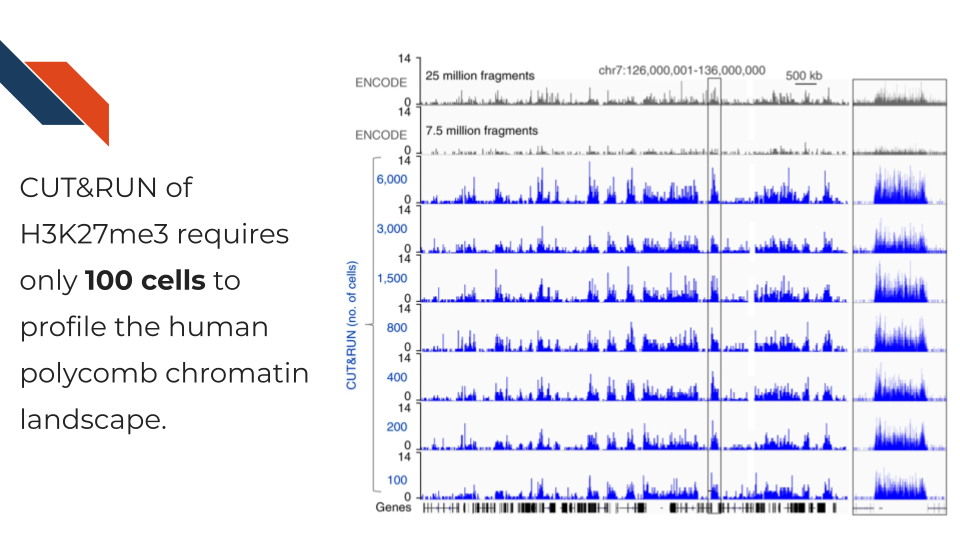 CUT&RUN of
H3K27me3 requires
only 100 cells to
profile the human
polycomb chromatin
landscape.
14
chr7:126,000,001-136,000,000
500 kb
ENCODE
25 million fragments
0
14
ENCODE
7.5 million fragments
0
14
6,000
0
14
3,000
0
14
1,500
0
14
800
0
14
400
0
14
200
0
14
100
0
CUT&RUN (no. of cells)
Genes